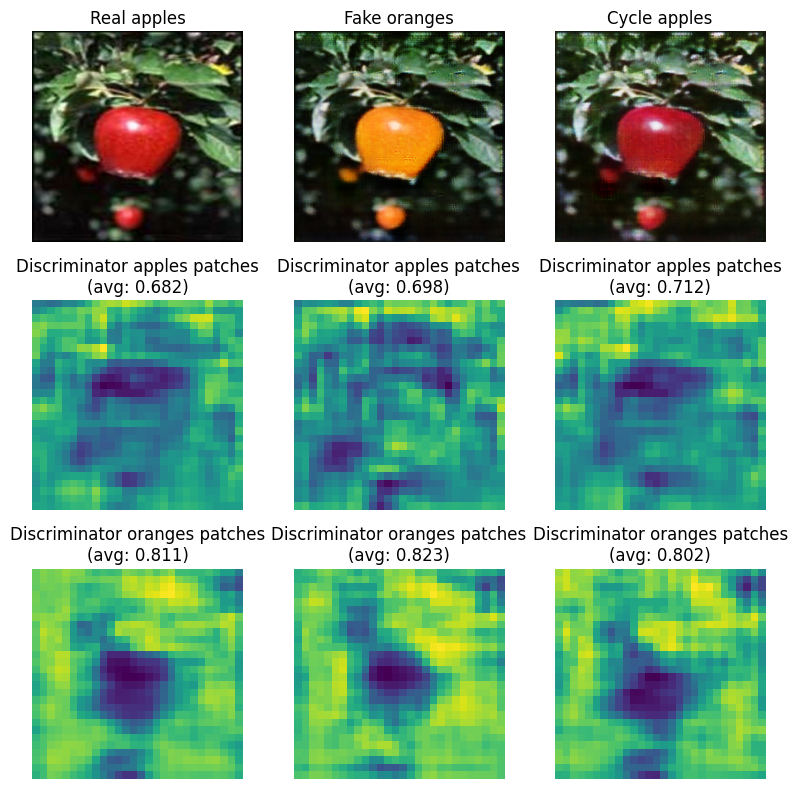 Real apples
Fake oranges
Cycle apples
Discriminator apples patches
(avg: 0.682)
Discriminator apples patches
(avg: 0.698)
Discriminator apples patches
(avg: 0.712)
Discriminator oranges patches
(avg: 0.811)
Discriminator oranges patches
(avg: 0.823)
Discriminator oranges patches
(avg: 0.802)